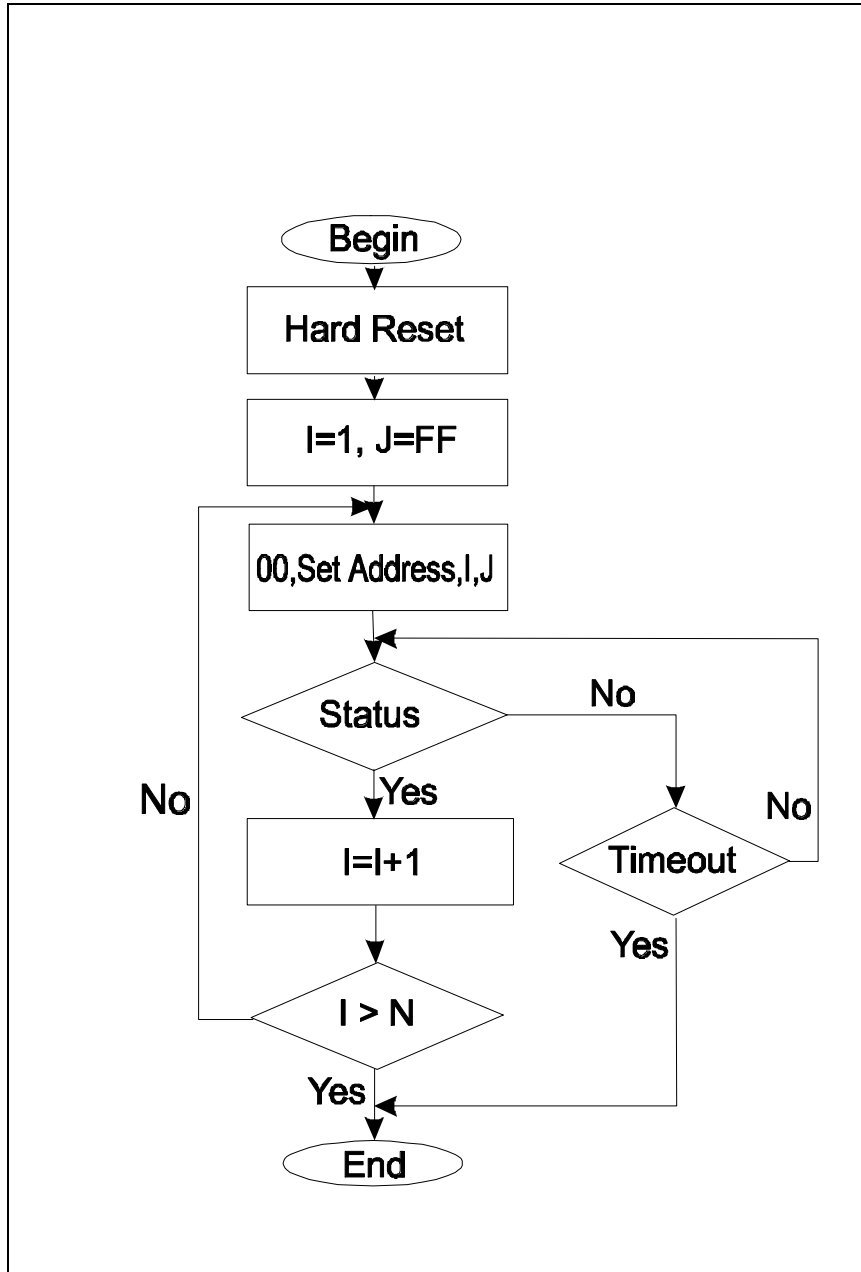 Begin
Hard Reset
I=1, J=FF
00,Set Address,I,J
Status
No
Yes
No
No
I=I+1
Timeout
Yes
I > N
Yes
End